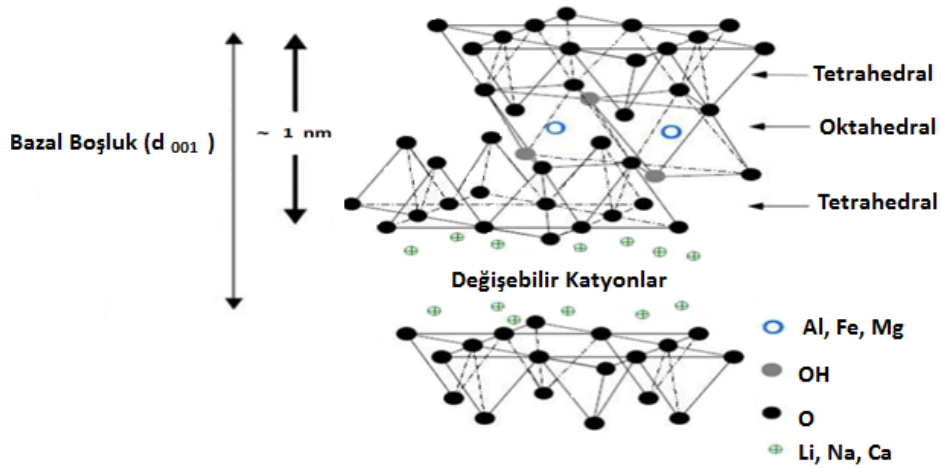 Tetrahedral
~ 1 nm
Bazal Boşluk (d 001 )
Oktahedral
Tetrahedral
Değişebilir Katyonlar
Al, Fe, Mg
OH
O
Li, Na, Ca